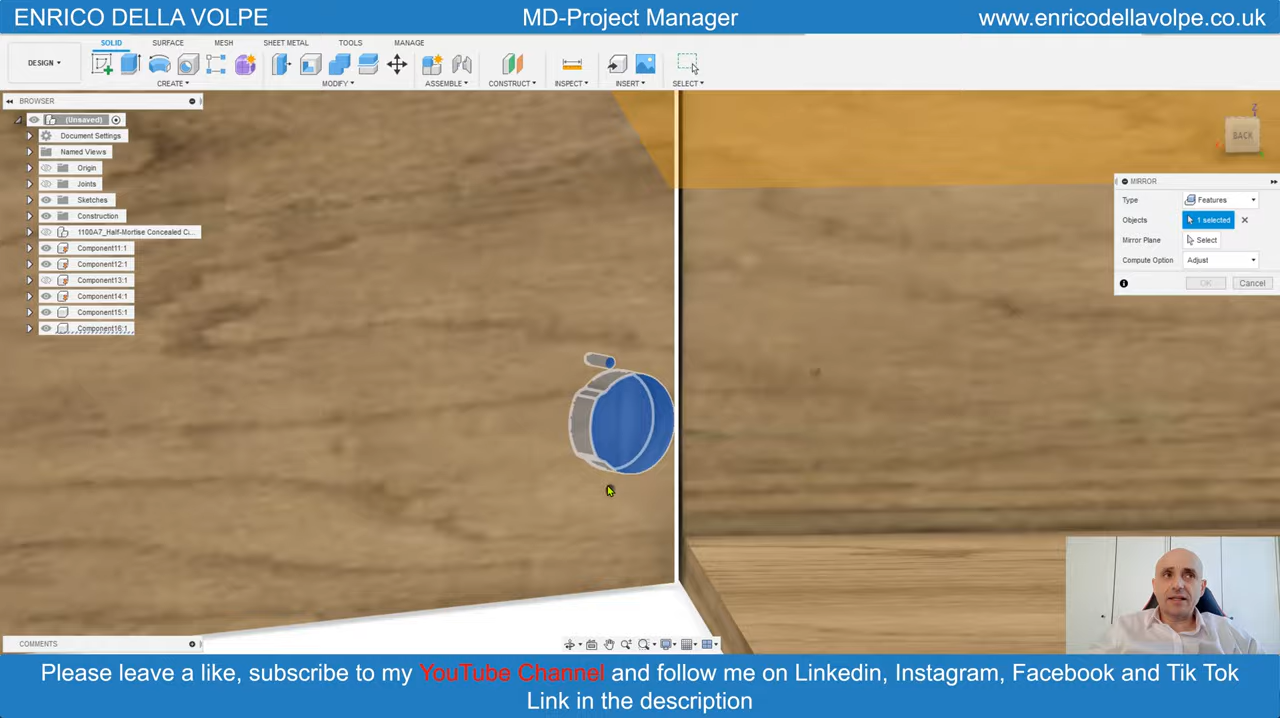 ENRICO DELLA VOLPE
MD-Project Manager
www.enricodellavolpe.co.uk
SOLID
SURFACE
MESH
SHEET METAL
TOOLS
MANAGE
DESIGN
CREATE
MODIFY
ASSEMBLE
CONSTRUCT
INSPECT
INSERT
SELECT
BROWSER
(Unsaved)
Document Settings
Named Views
Origin
Joints
Sketches
Construction
1100A7_Half-Mortise Concealed Ci...
Component11:1
Component12:1
Component13:1
Component14:1
Component15:1
Component16:1
Z
BACK
MIRROR
Type Features
Objects 1 selected
Mirror Plane Select
Compute Option Adjust
OK Cancel
COMMENTS
Please leave a like, subscribe to my YouTube Channel and follow me on Linkedin, Instagram, Facebook and Tik Tok
Link in the description